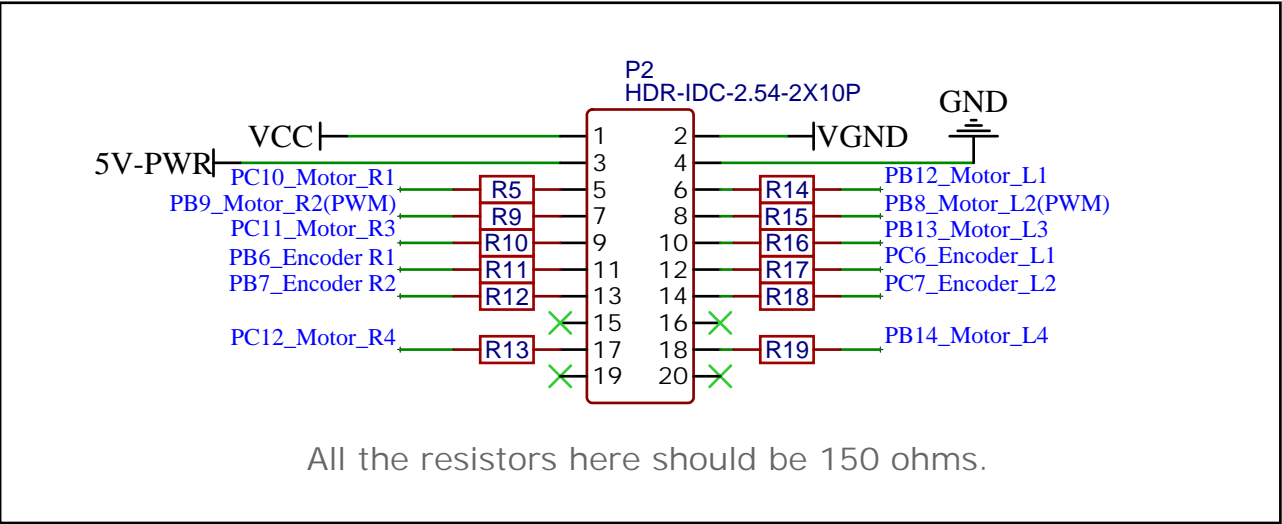 P2
HDR-IDC-2.54-2X10P
GND
VCC 1 2 VGND
5V-PWR 3 4
PC10_Motor_R1 R5 5 6 R14 PB12_Motor_L1
PB9_Motor_R2(PWM) R9 7 8 R15 PB8_Motor_L2(PWM)
PC11_Motor_R3 R10 9 10 R16 PB13_Motor_L3
PB6_Encoder R1 R11 11 12 R17 PC6_Encoder_L1
PB7_Encoder R2 R12 13 14 R18 PC7_Encoder_L2
15 16
PC12_Motor_R4 R13 17 18 R19 PB14_Motor_L4
19 20
All the resistors here should be 150 ohms.